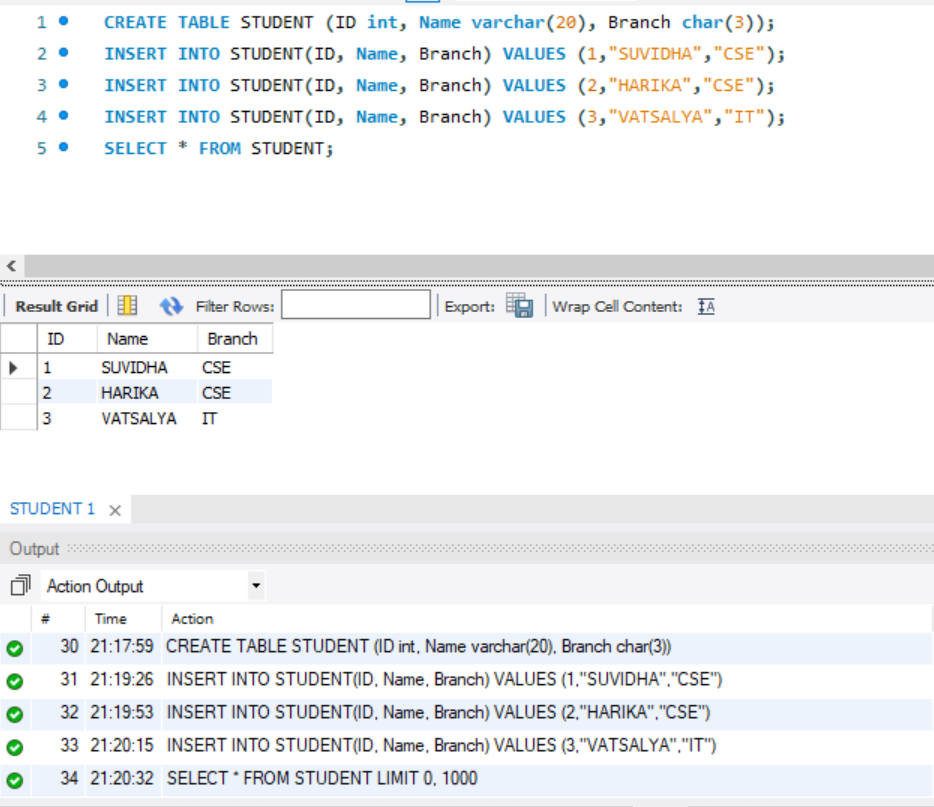 1 CREATE TABLE STUDENT (ID int, Name varchar(20), Branch char(3));
2 INSERT INTO STUDENT(ID, Name, Branch) VALUES (1,"SUVIDHA","CSE");
3 INSERT INTO STUDENT(ID, Name, Branch) VALUES (2,"HARIKA","CSE");
4 INSERT INTO STUDENT(ID, Name, Branch) VALUES (3,"VATSALYA","IT");
5 SELECT * FROM STUDENT;
Result Grid Filter Rows: Export: Wrap Cell Content: IA
ID Name Branch
1 SUVIDHA CSE
2 HARIKA CSE
3 VATSALYA IT
STUDENT 1
Output
Action Output
# Time Action
30 21:17:59 CREATE TABLE STUDENT (ID int, Name varchar(20), Branch char(3))
31 21:19:26 INSERT INTO STUDENT(ID, Name, Branch) VALUES (1,"SUVIDHA","CSE")
32 21:19:53 INSERT INTO STUDENT(ID, Name, Branch) VALUES (2,"HARIKA","CSE")
33 21:20:15 INSERT INTO STUDENT(ID, Name, Branch) VALUES (3,"VATSALYA","IT")
34 21:20:32 SELECT * FROM STUDENT LIMIT 0, 1000